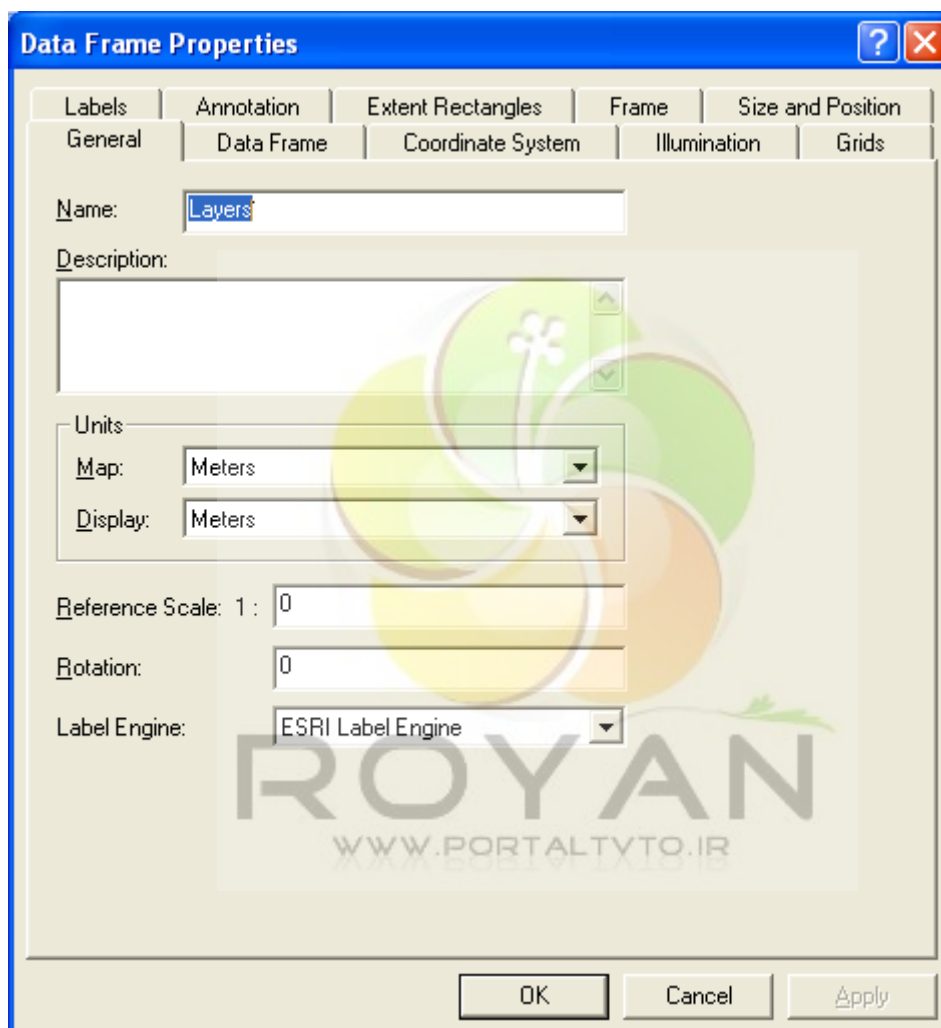 Data Frame Properties
Labels Annotation Extent Rectangles Frame Size and Position
General Data Frame Coordinate System Illumination Grids
Name: Layers
Description:
Units
Map: Meters
Display: Meters
Reference Scale: 1 : 0
Rotation: 0
Label Engine: ESRI Label Engine
ROYAN
WWW.PORTALTVTO.IR
OK Cancel Apply